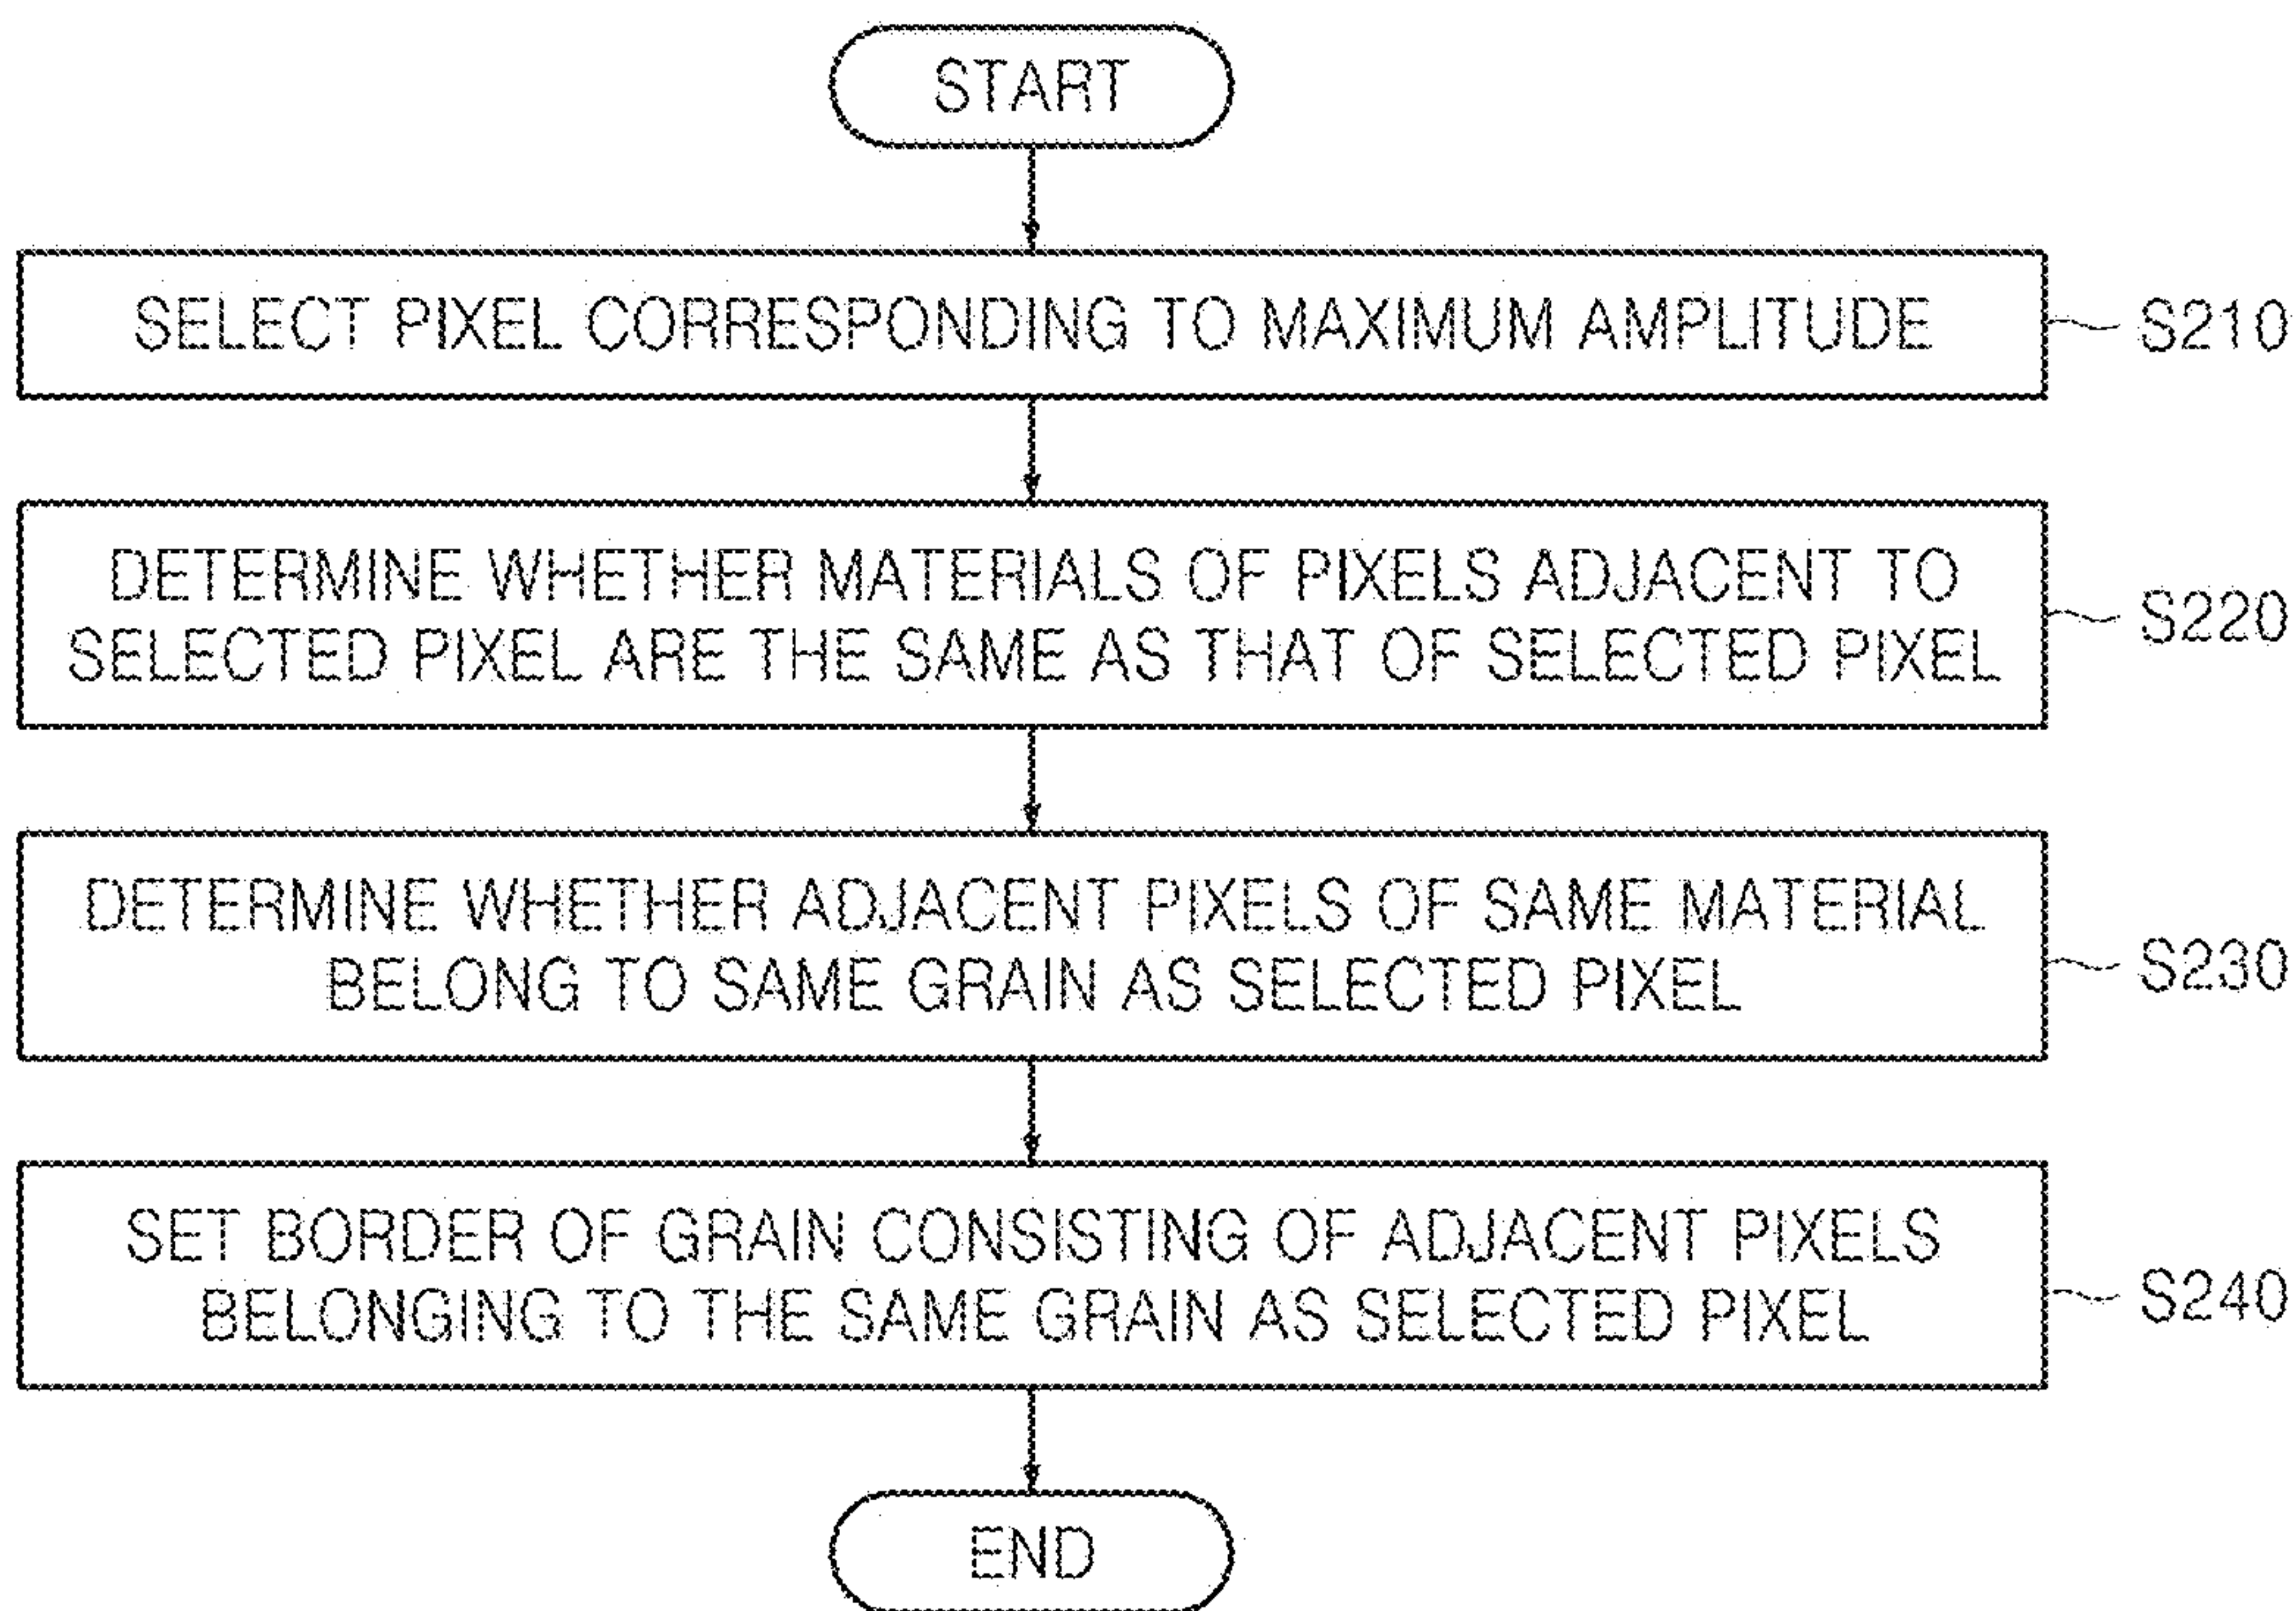 START
SELECT PIXEL CORRESPONDING TO MAXIMUM AMPLITUDE
S210
DETERMINE WHETHER MATERIALS OF PIXELS ADJACENT TO
SELECTED PIXEL ARE THE SAME AS THAT OF SELECTED PIXEL
S220
DETERMINE WHETHER ADJACENT PIXELS OF SAME MATERIAL
BELONG TO SAME GRAIN AS SELECTED PIXEL
S230
SET BORDER OF GRAIN CONSISTING OF ADJACENT PIXELS
BELONGING TO THE SAME GRAIN AS SELECTED PIXEL
S240
END